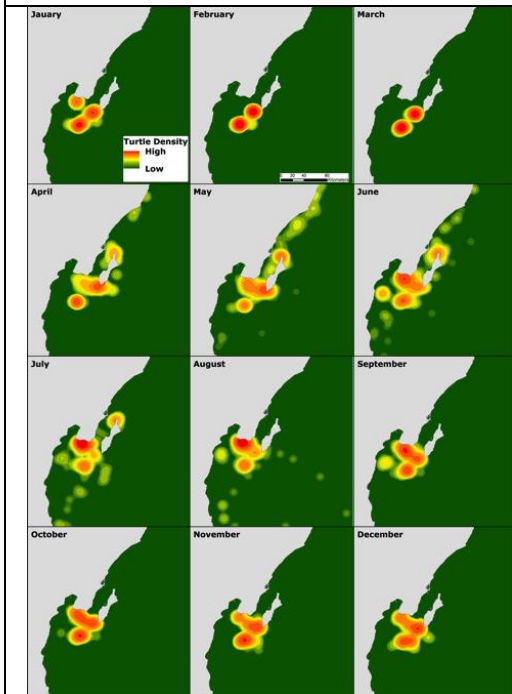 Jauary
February
March
Turtle Density
High
Low
April
May
June
July
August
September
October
November
December